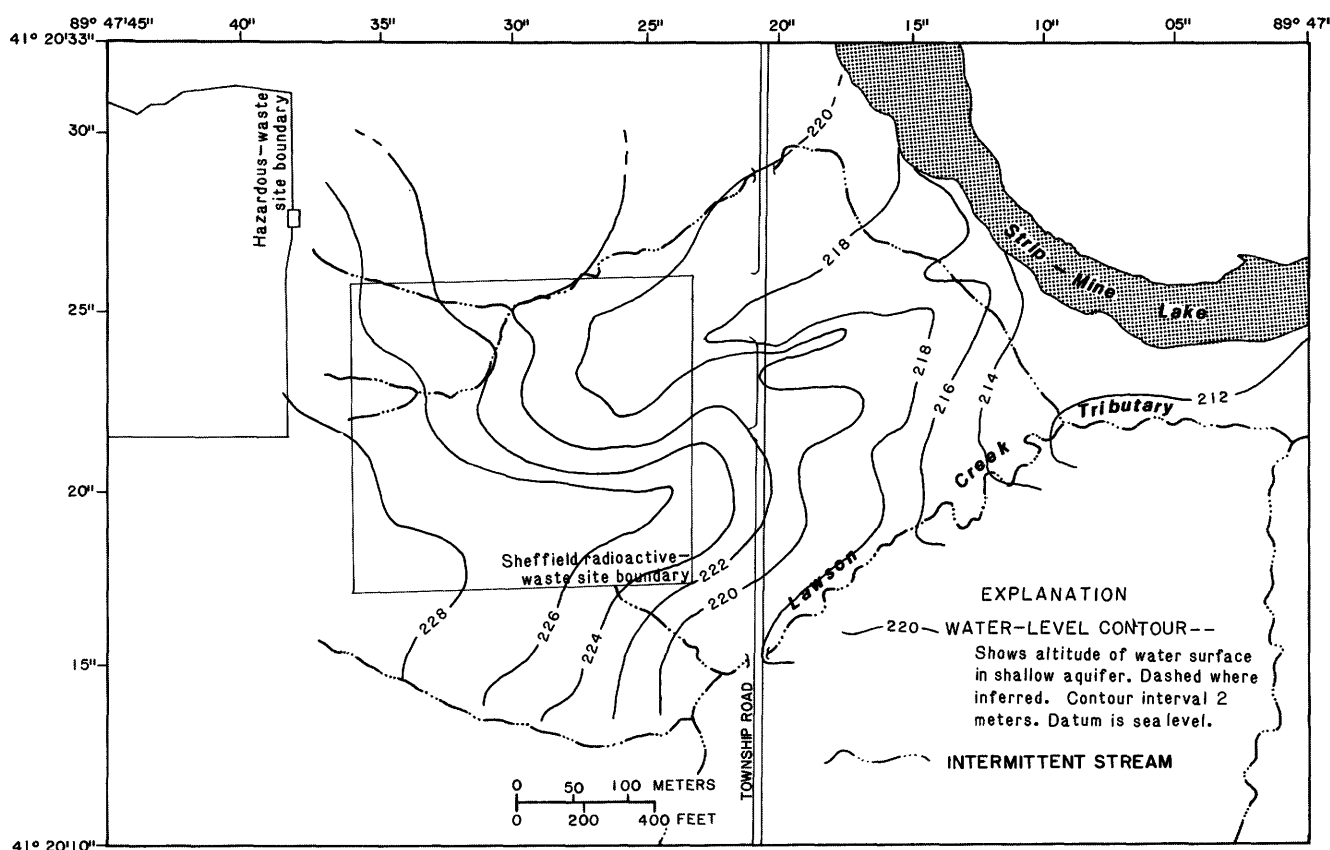 89° 47'45" 40" 35" 30" 25" 20" 15" 10" 05" 89° 47'
41° 20'33"
30"
25"
20"
15"
41° 20'10"
Hazardous-waste
site boundary
220
218
Strip-Mine
Lake
218
216
214
212
Tributary
Creek
Lawson
Sheffield radioactive-
waste site boundary
222
220
228
226
224
TOWNSHIP ROAD
0 50 100 METERS
0 200 400 FEET
EXPLANATION
220 WATER-LEVEL CONTOUR--
Shows altitude of water surface
in shallow aquifer. Dashed where
inferred. Contour interval 2
meters. Datum is sea level.
INTERMITTENT STREAM